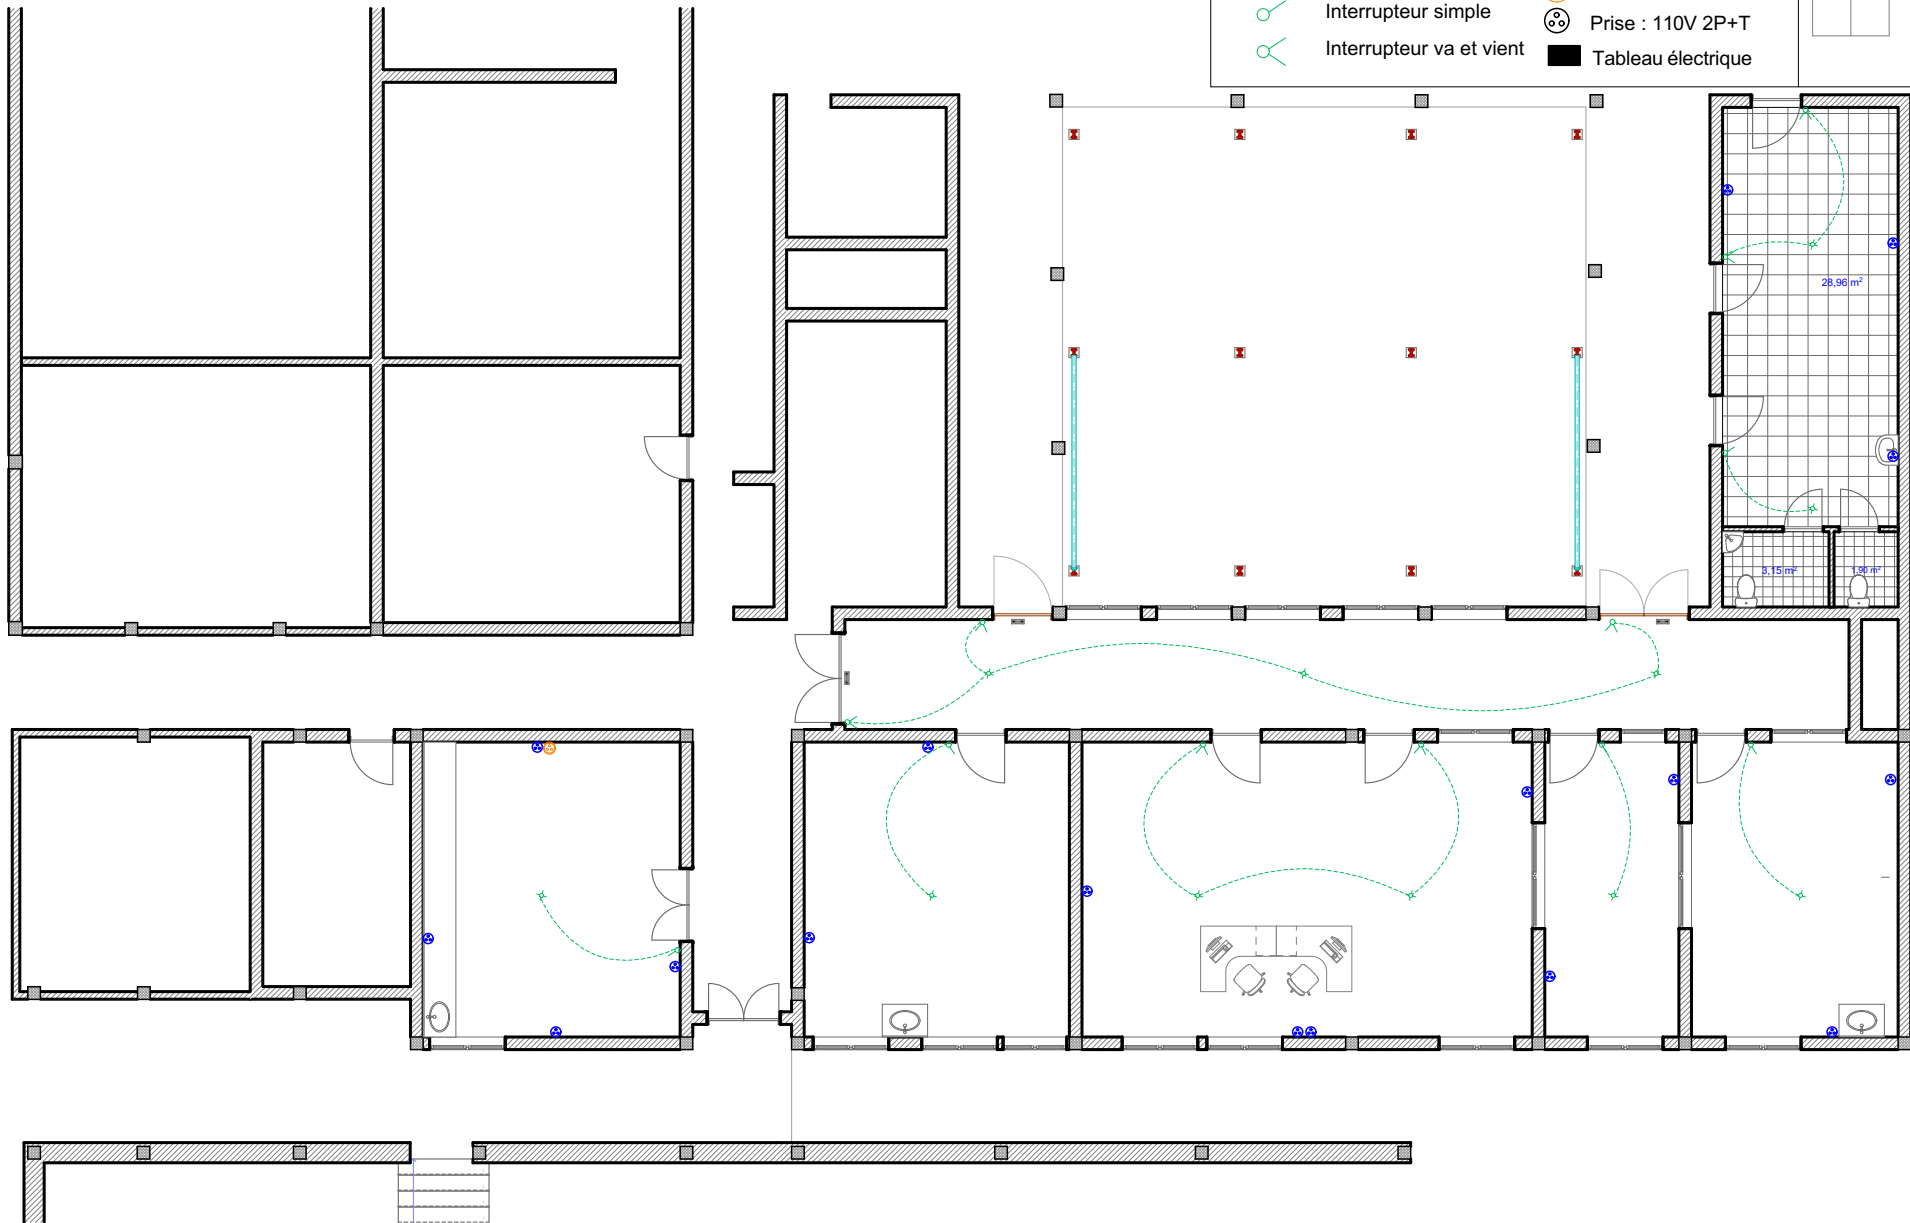 Interrupteur simple
Prise : 110V 2P+T
Interrupteur va et vient
Tableau électrique
28,96 m²
3,15 m²
1,90 m²